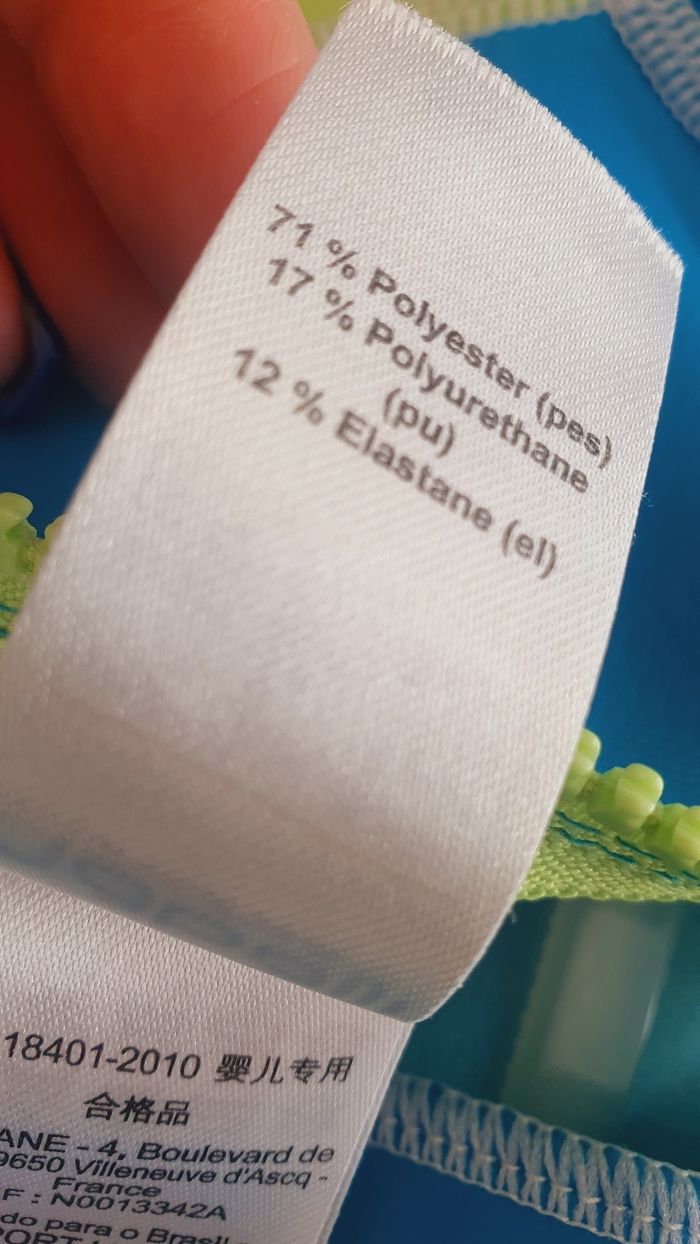 71 % Polyester (pes)
17 % Polyurethane
(pu)
12 % Elastane (el)
18401-2010 婴儿专用
合格品
ANE - 4, Boulevard de
9650 Villeneuve d'Ascq -
France
F : N0013342A
do para o Brasil